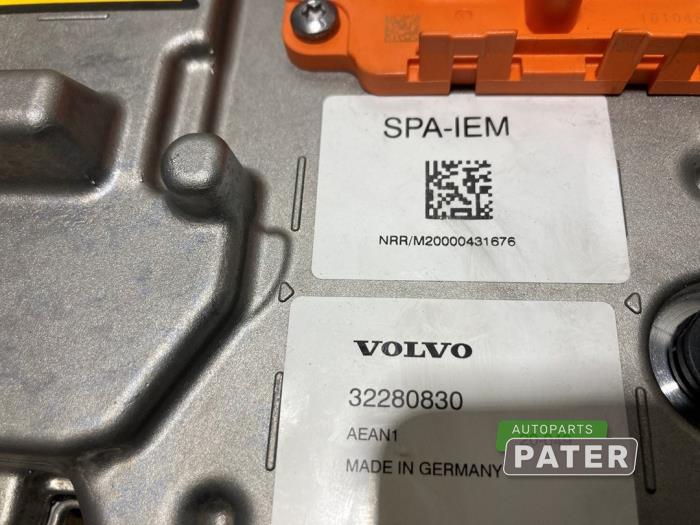 SPA-IEM
NRR/M20000431676
VOLVO
32280830
AEAN1
MADE IN GERMANY
AUTOPARTS
PATER